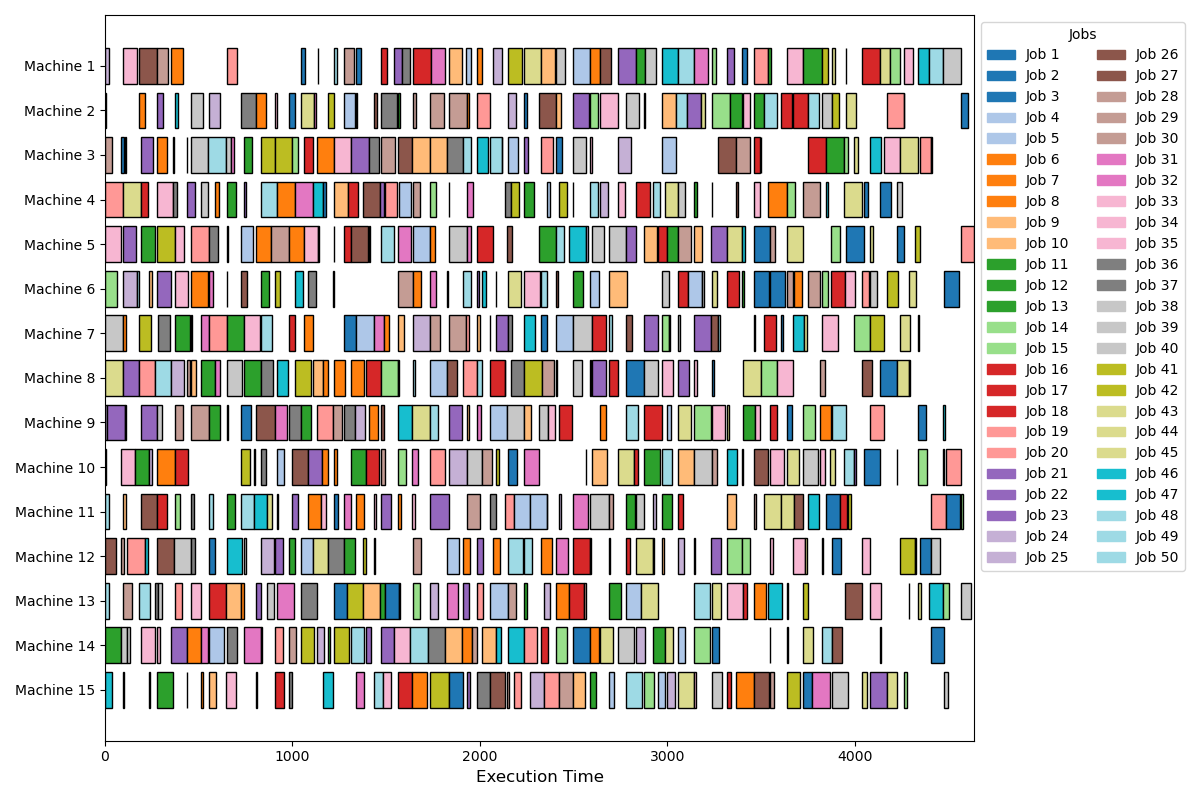 Machine 1
Machine 2
Machine 3
Machine 4
Machine 5
Machine 6
Machine 7
Machine 8
Machine 9
Machine 10
Machine 11
Machine 12
Machine 13
Machine 14
Machine 15
0 1000 2000 3000 4000
Execution Time
Jobs
Job 1 Job 26
Job 2 Job 27
Job 3 Job 28
Job 4 Job 29
Job 5 Job 30
Job 6 Job 31
Job 7 Job 32
Job 8 Job 33
Job 9 Job 34
Job 10 Job 35
Job 11 Job 36
Job 12 Job 37
Job 13 Job 38
Job 14 Job 39
Job 15 Job 40
Job 16 Job 41
Job 17 Job 42
Job 18 Job 43
Job 19 Job 44
Job 20 Job 45
Job 21 Job 46
Job 22 Job 47
Job 23 Job 48
Job 24 Job 49
Job 25 Job 50